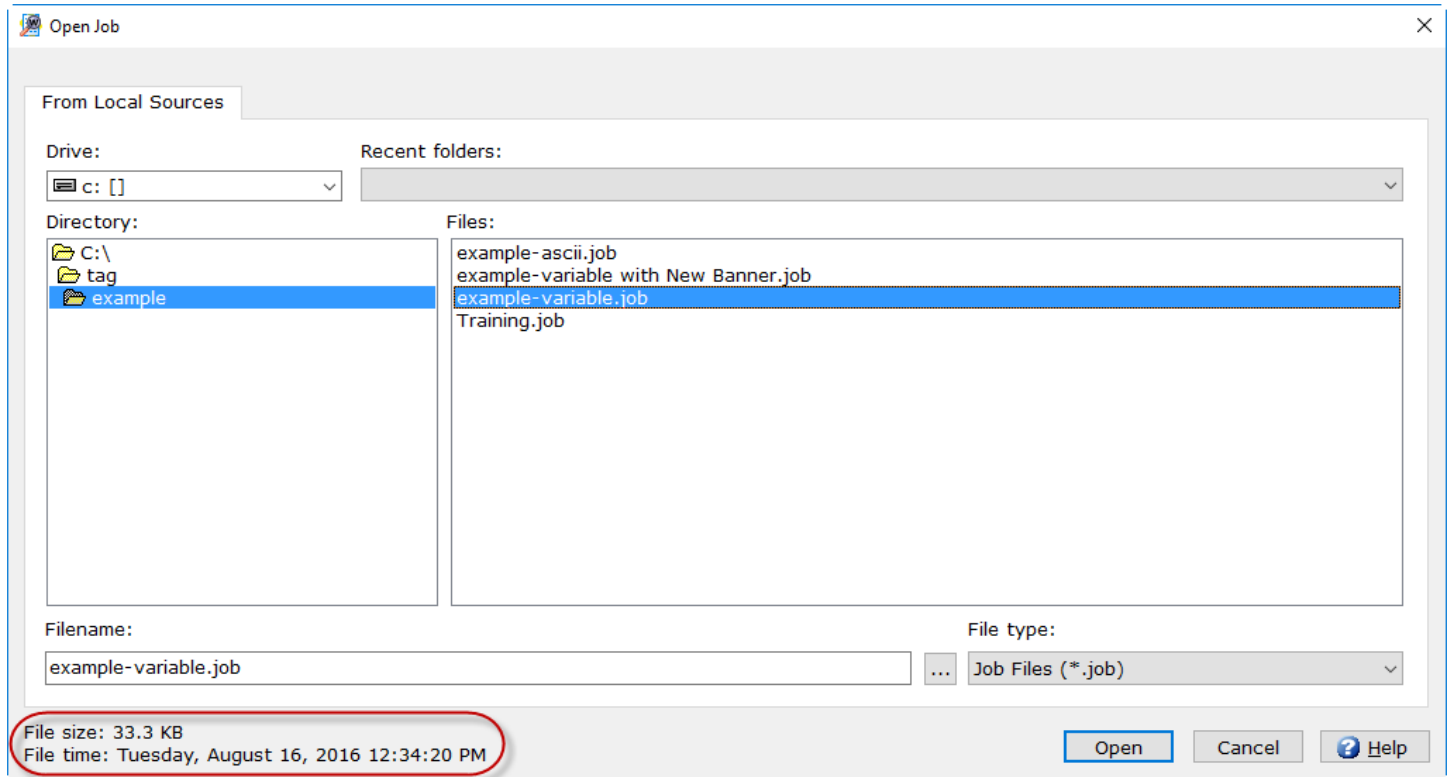 Open Job
From Local Sources
Drive:
Recent folders:
c: []
Directory:
Files:
C:\
tag
example
example-ascii.job
example-variable with New Banner.job
example-variable.job
Training.job
Filename:
File type:
example-variable.job
...
Job Files (*.job)
File size: 33.3 KB
File time: Tuesday, August 16, 2016 12:34:20 PM
Open
Cancel
Help